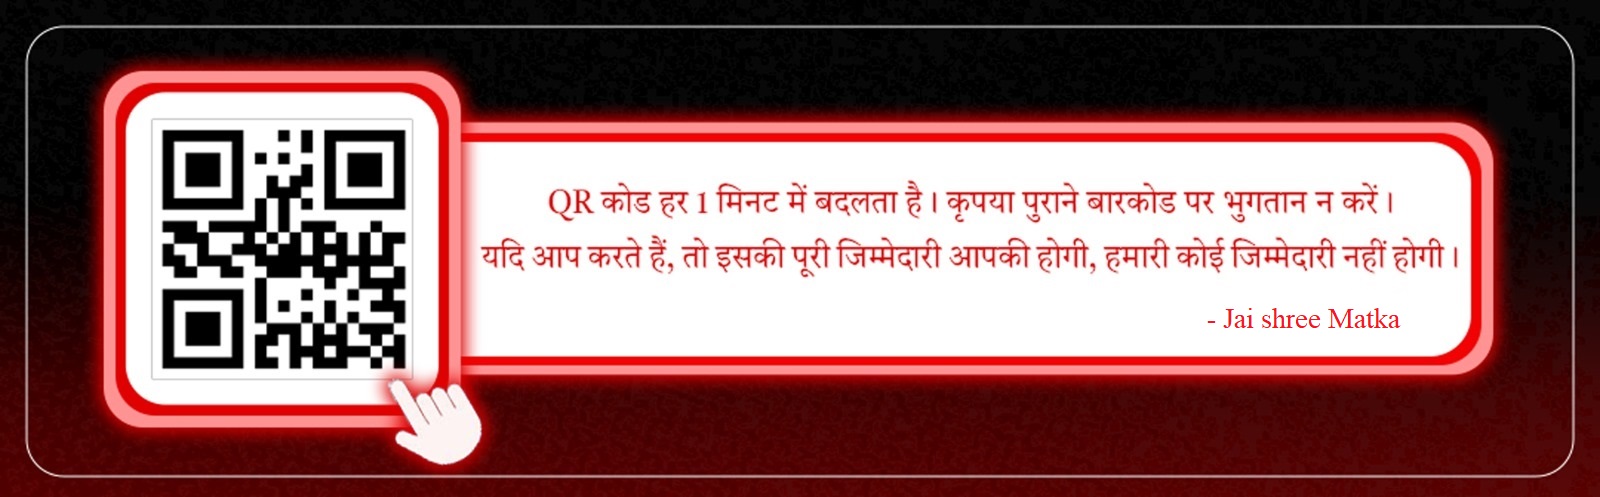 QR कोड हर 1 मिनट में बदलता है। कृपया पुराने बारकोड पर भुगतान न करें।
यदि आप करते हैं, तो इसकी पूरी जिम्मेदारी आपकी होगी, हमारी कोई जिम्मेदारी नहीं होगी।
- Jai shree Matka